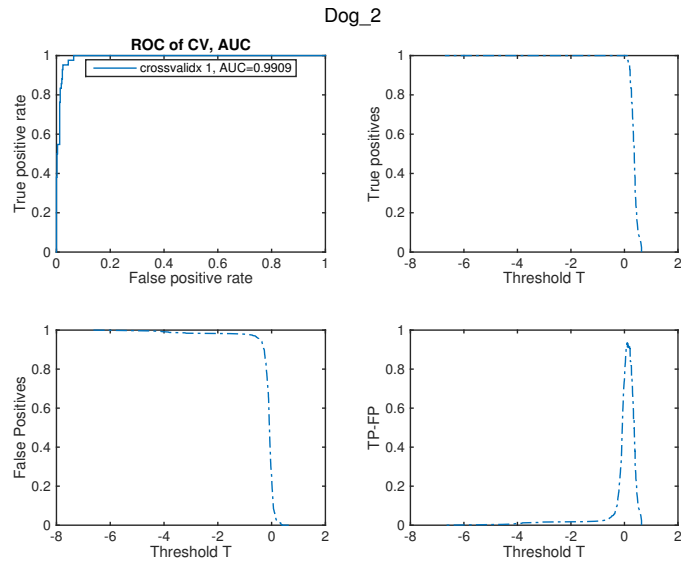 Dog_2
ROC of CV, AUC
crossvalidx 1, AUC=0.9909
True positive rate
1
0.8
0.6
0.4
0.2
0
0 0.2 0.4 0.6 0.8 1
False positive rate
True positives
1
0.8
0.6
0.4
0.2
0
-8 -6 -4 -2 0 2
Threshold T
False Positives
1
0.8
0.6
0.4
0.2
0
-8 -6 -4 -2 0 2
Threshold T
TP-FP
1
0.8
0.6
0.4
0.2
0
-8 -6 -4 -2 0 2
Threshold T